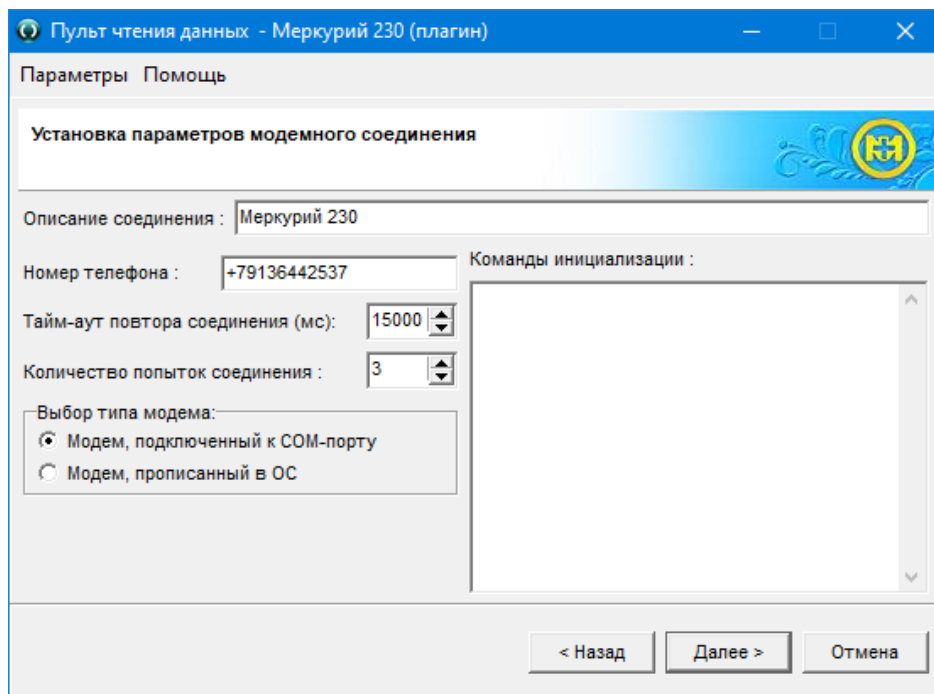 Пульт чтения данных - Меркурий 230 (плагин)
Параметры Помощь
Установка параметров модемного соединения
Описание соединения : Меркурий 230
Номер телефона : +79136442537
Команды инициализации :
Тайм-аут повтора соединения (мс): 15000
Количество попыток соединения : 3
Выбор типа модема:
Модем, подключенный к COM-порту
Модем, прописанный в ОС
< Назад Далее > Отмена